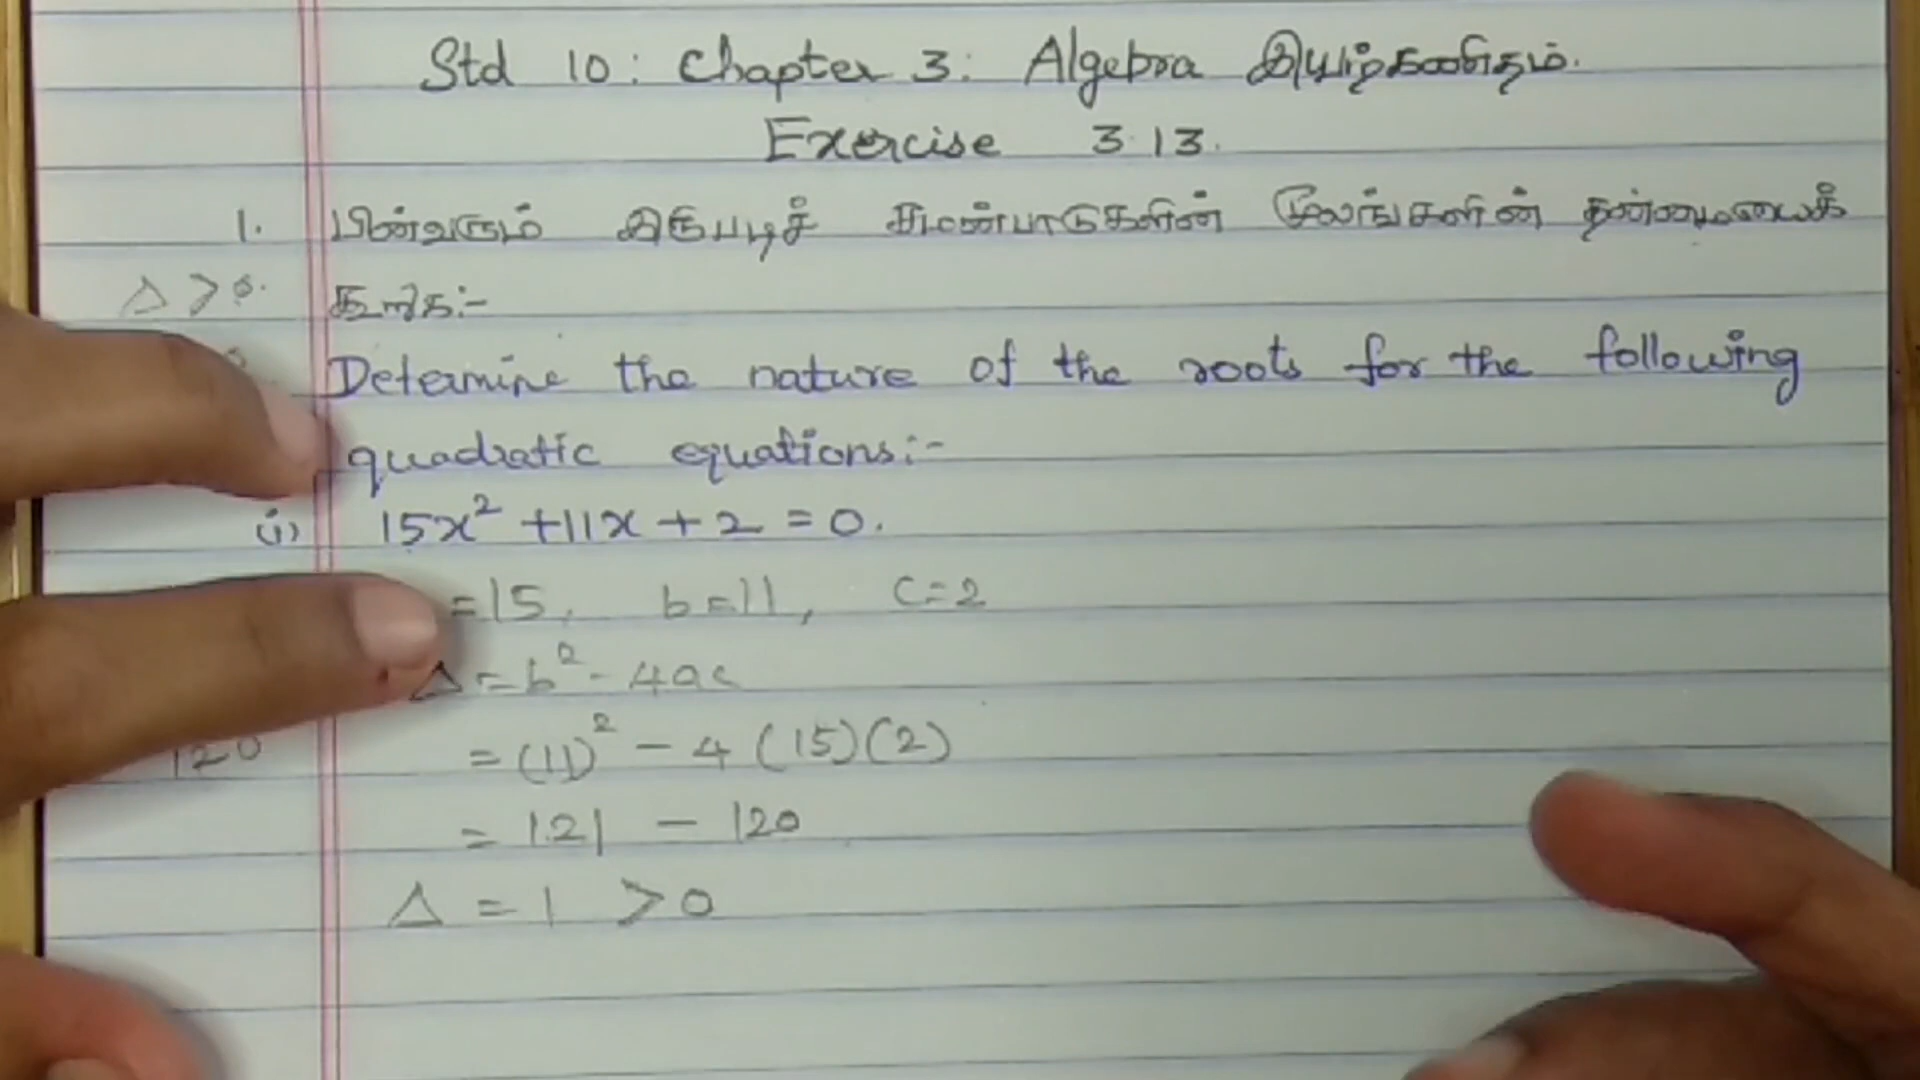 Std 10: Chapter 3: Algebra இயற்கணிதம்.
Exercise 3.13.
1. பின்வரும் இருபடிச் சமன்பாடுகளின் மூலங்களின் தன்மையைக்
Δ > 0. கூறுக:-
Determine the nature of the roots for the following
quadratic equations:-
(i) 15x² + 11x + 2 = 0.
=15, b=11, c=2
Δ = b² - 4ac
= (11)² - 4 (15)(2)
120
= 121 - 120
Δ = 1 > 0